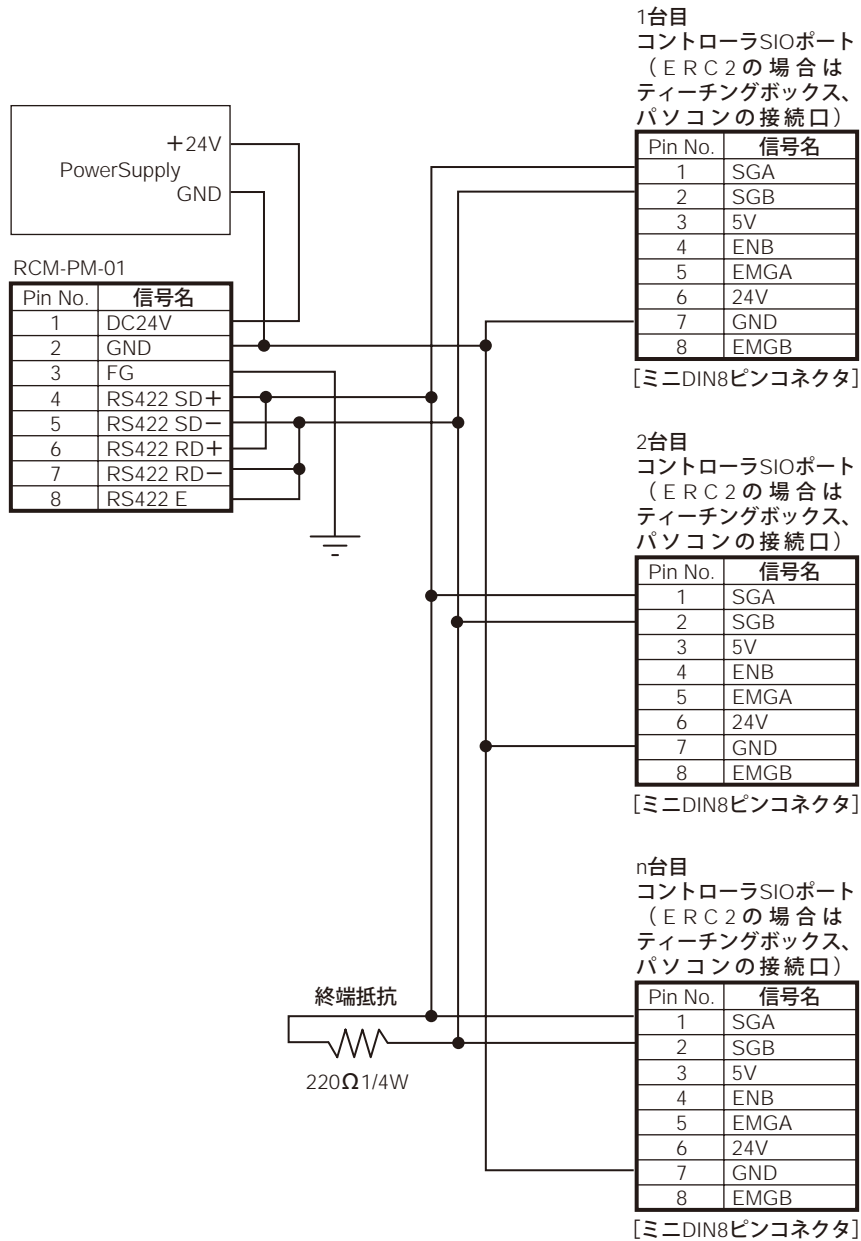 +24V
PowerSupply
GND
RCM-PM-01
Pin No. 信号名
1 DC24V
2 GND
3 FG
4 RS422 SD+
5 RS422 SD−
6 RS422 RD+
7 RS422 RD−
8 RS422 E
1台目
コントローラSIOポート
（ERC2の場合は
ティーチングボックス、
パソコンの接続口）
Pin No. 信号名
1 SGA
2 SGB
3 5V
4 ENB
5 EMGA
6 24V
7 GND
8 EMGB
[ミニDIN8ピンコネクタ]
2台目
コントローラSIOポート
（ERC2の場合は
ティーチングボックス、
パソコンの接続口）
Pin No. 信号名
1 SGA
2 SGB
3 5V
4 ENB
5 EMGA
6 24V
7 GND
8 EMGB
[ミニDIN8ピンコネクタ]
終端抵抗
220Ω1/4W
n台目
コントローラSIOポート
（ERC2の場合は
ティーチングボックス、
パソコンの接続口）
Pin No. 信号名
1 SGA
2 SGB
3 5V
4 ENB
5 EMGA
6 24V
7 GND
8 EMGB
[ミニDIN8ピンコネクタ]